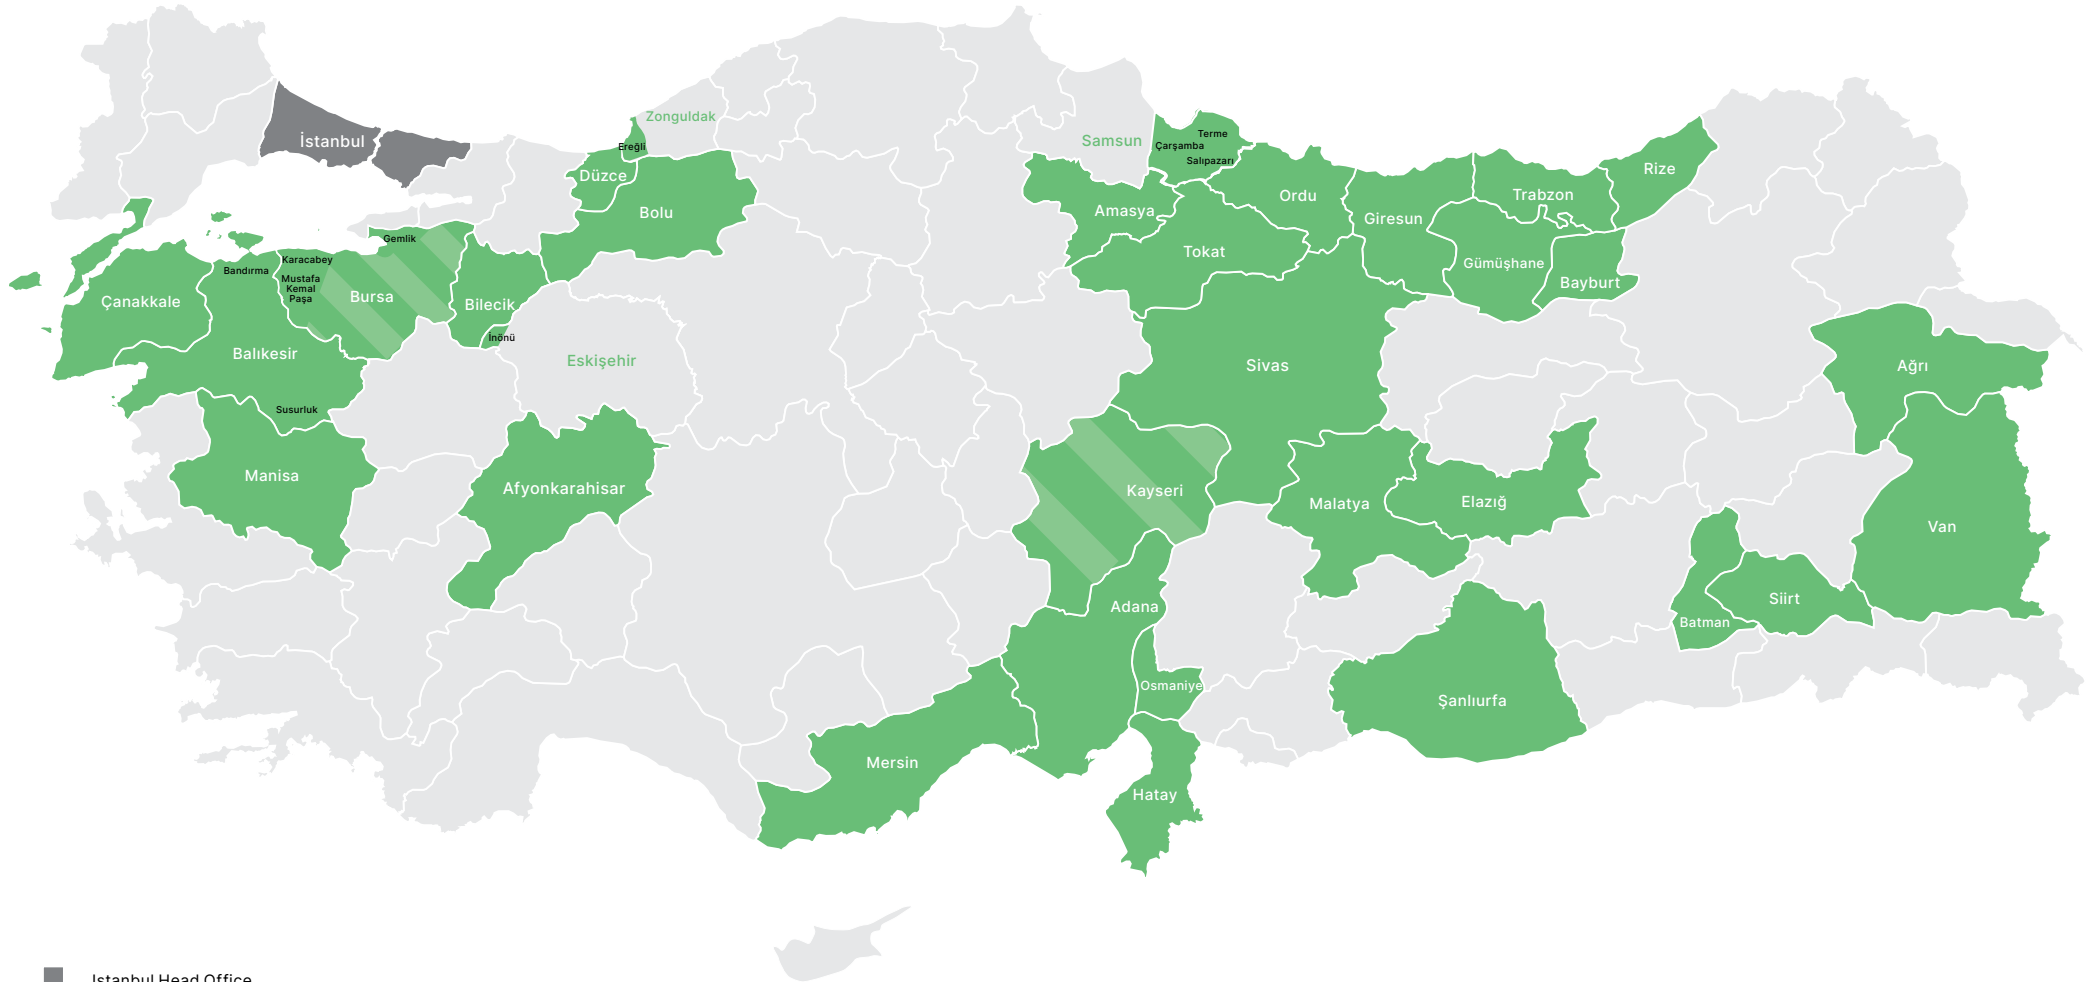 Zonguldak
İstanbul
Samsun
Terme
Çarşamba
Salıpazarı
Ereğli
Düzce
Rize
Ordu
Trabzon
Bolu
Amasya
Giresun
Gemlik
Tokat
Karacabey
Gümüşhane
Bandırma
Mustafa
Kemal
Paşa
Bayburt
Çanakkale
Bursa
Bilecik
İnönü
Balıkesir
Eskişehir
Sivas
Ağrı
Susurluk
Manisa
Afyonkarahisar
Kayseri
Malatya
Elazığ
Van
Adana
Siirt
Batman
Osmaniye
Şanlıurfa
Mersin
Hatay
Istanbul Head Office